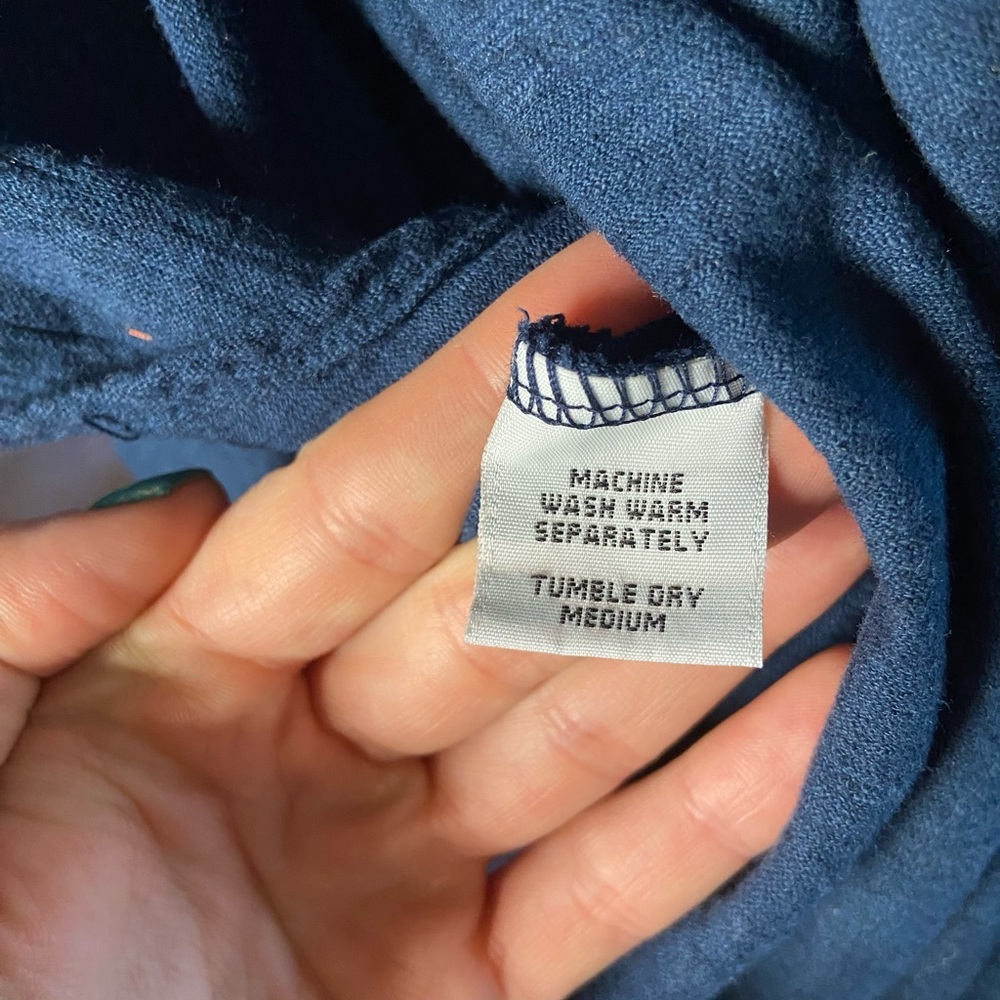 MACHINE
WASH WARM
SEPARATELY
TUMBLE DRY
MEDIUM